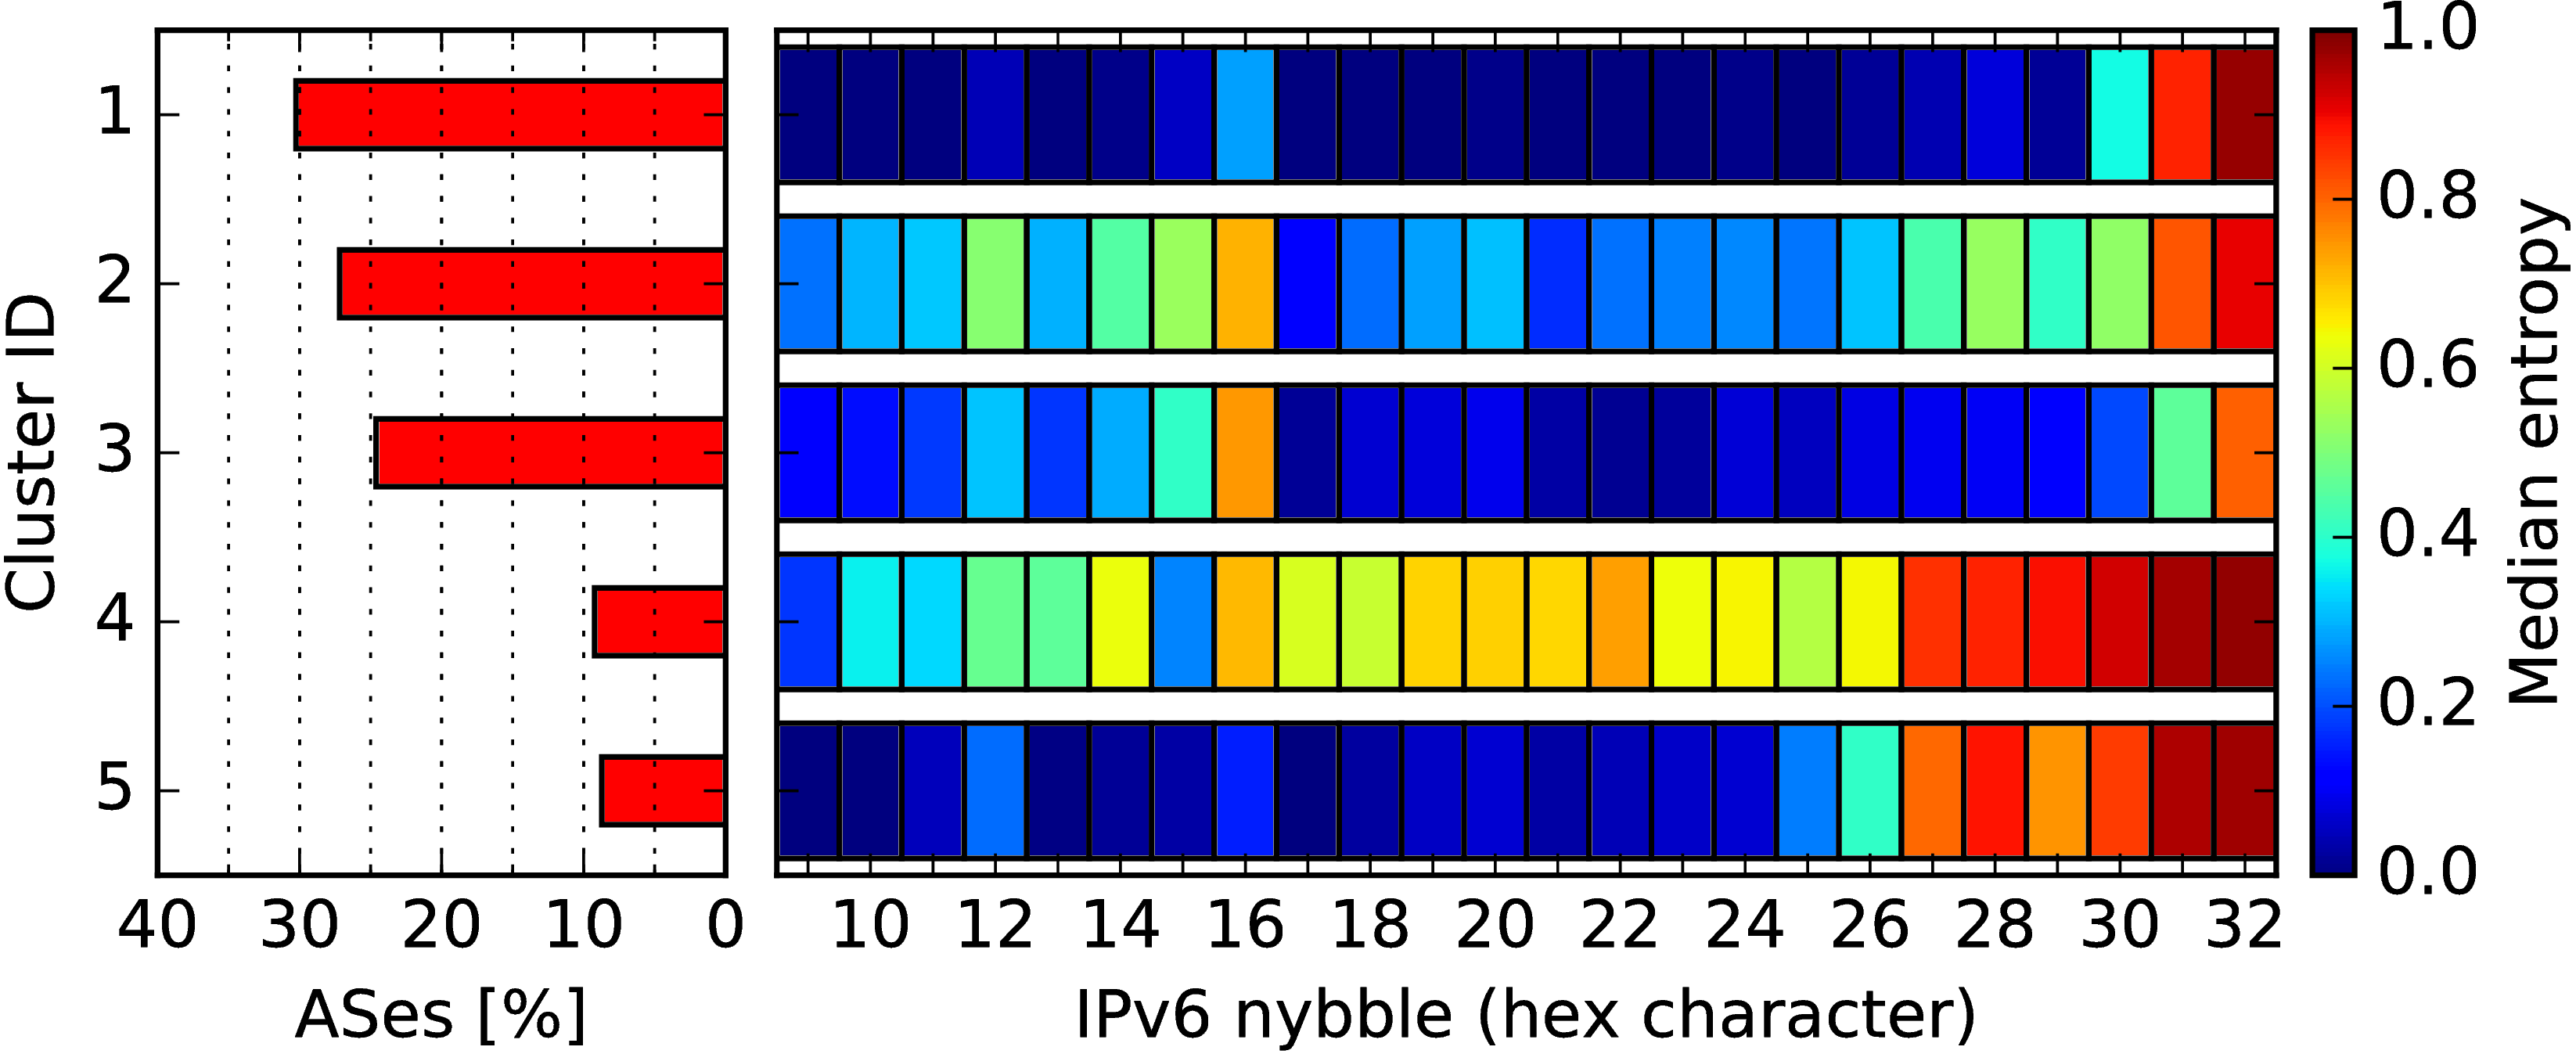 Cluster ID
1
2
3
4
5
40 30 20 10 0
ASes [%]
10 12 14 16 18 20 22 24 26 28 30 32
IPv6 nybble (hex character)
1.0
0.8
0.6
0.4
0.2
0.0
Median entropy